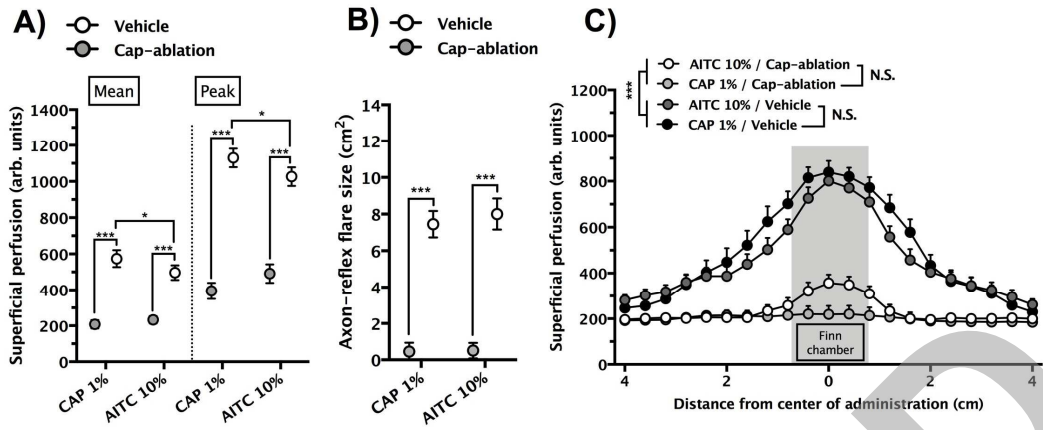 A)
Vehicle
Cap-ablation
Mean
Peak
Superficial perfusion (arb. units)
1400
1200
1000
800
600
400
200
0
***
*
***
***
*
***
CAP 1%
AITC 10%
CAP 1%
AITC 10%
B)
Vehicle
Cap-ablation
Axon-reflex flare size (cm²)
14
12
10
8
6
4
2
0
***
***
CAP 1%
AITC 10%
C)
AITC 10% / Cap-ablation
CAP 1% / Cap-ablation
N.S.
***
AITC 10% / Vehicle
CAP 1% / Vehicle
N.S.
Superficial perfusion (arb. units)
1200
1000
800
600
400
200
0
Finn
chamber
4
2
0
2
4
Distance from center of administration (cm)